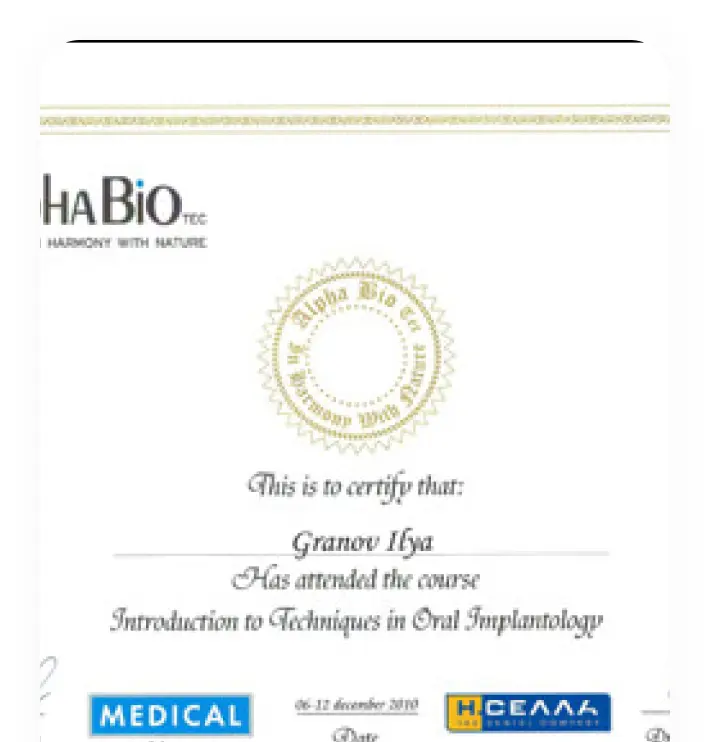 HA BiO TEC
HARMONY WITH NATURE
Alpha Bio Tec
In Harmony With Nature
This is to certify that:
Granov Ilya
Has attended the course
Introduction to Techniques in Oral Implantology
MEDICAL
06-12 december 2010
Date
Н.СЕЛЛА
THE DENTAL COMPANY